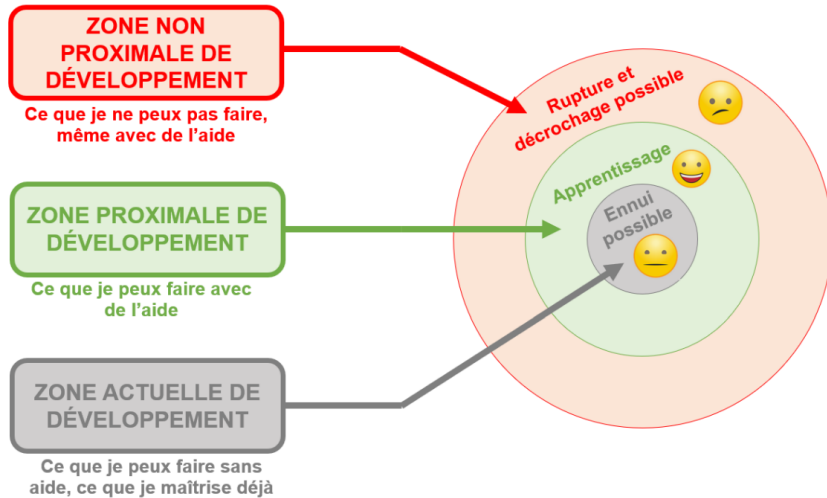 ZONE NON
PROXIMALE DE
DÉVELOPPEMENT
Ce que je ne peux pas faire,
même avec de l’aide
ZONE PROXIMALE DE
DÉVELOPPEMENT
Ce que je peux faire avec
de l’aide
ZONE ACTUELLE DE
DÉVELOPPEMENT
Ce que je peux faire sans
aide, ce que je maîtrise déjà
Rupture et
décrochage possible
Apprentissage
Ennui
possible